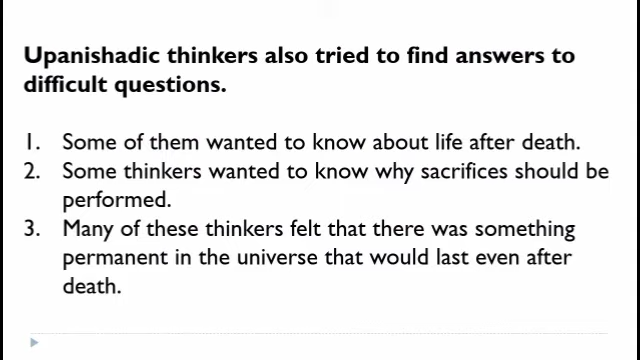 Upanishadic thinkers also tried to find answers to
difficult questions.
1. Some of them wanted to know about life after death.
2. Some thinkers wanted to know why sacrifices should be
performed.
3. Many of these thinkers felt that there was something
permanent in the universe that would last even after
death.